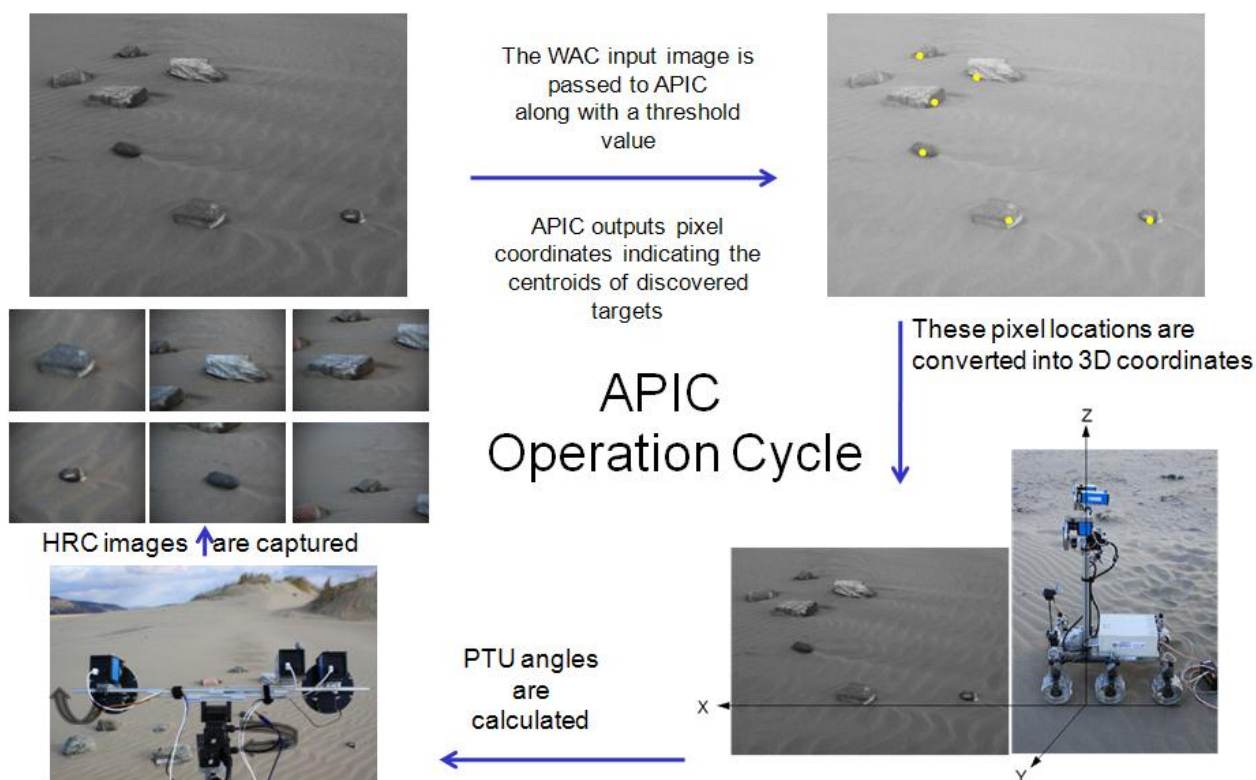 The WAC input image is
passed to APIC
along with a threshold
value
APIC outputs pixel
coordinates indicating the
centroids of discovered
targets
These pixel locations are
converted into 3D coordinates
APIC
Operation Cycle
Z
X
Y
PTU angles
are
calculated
HRC images are captured